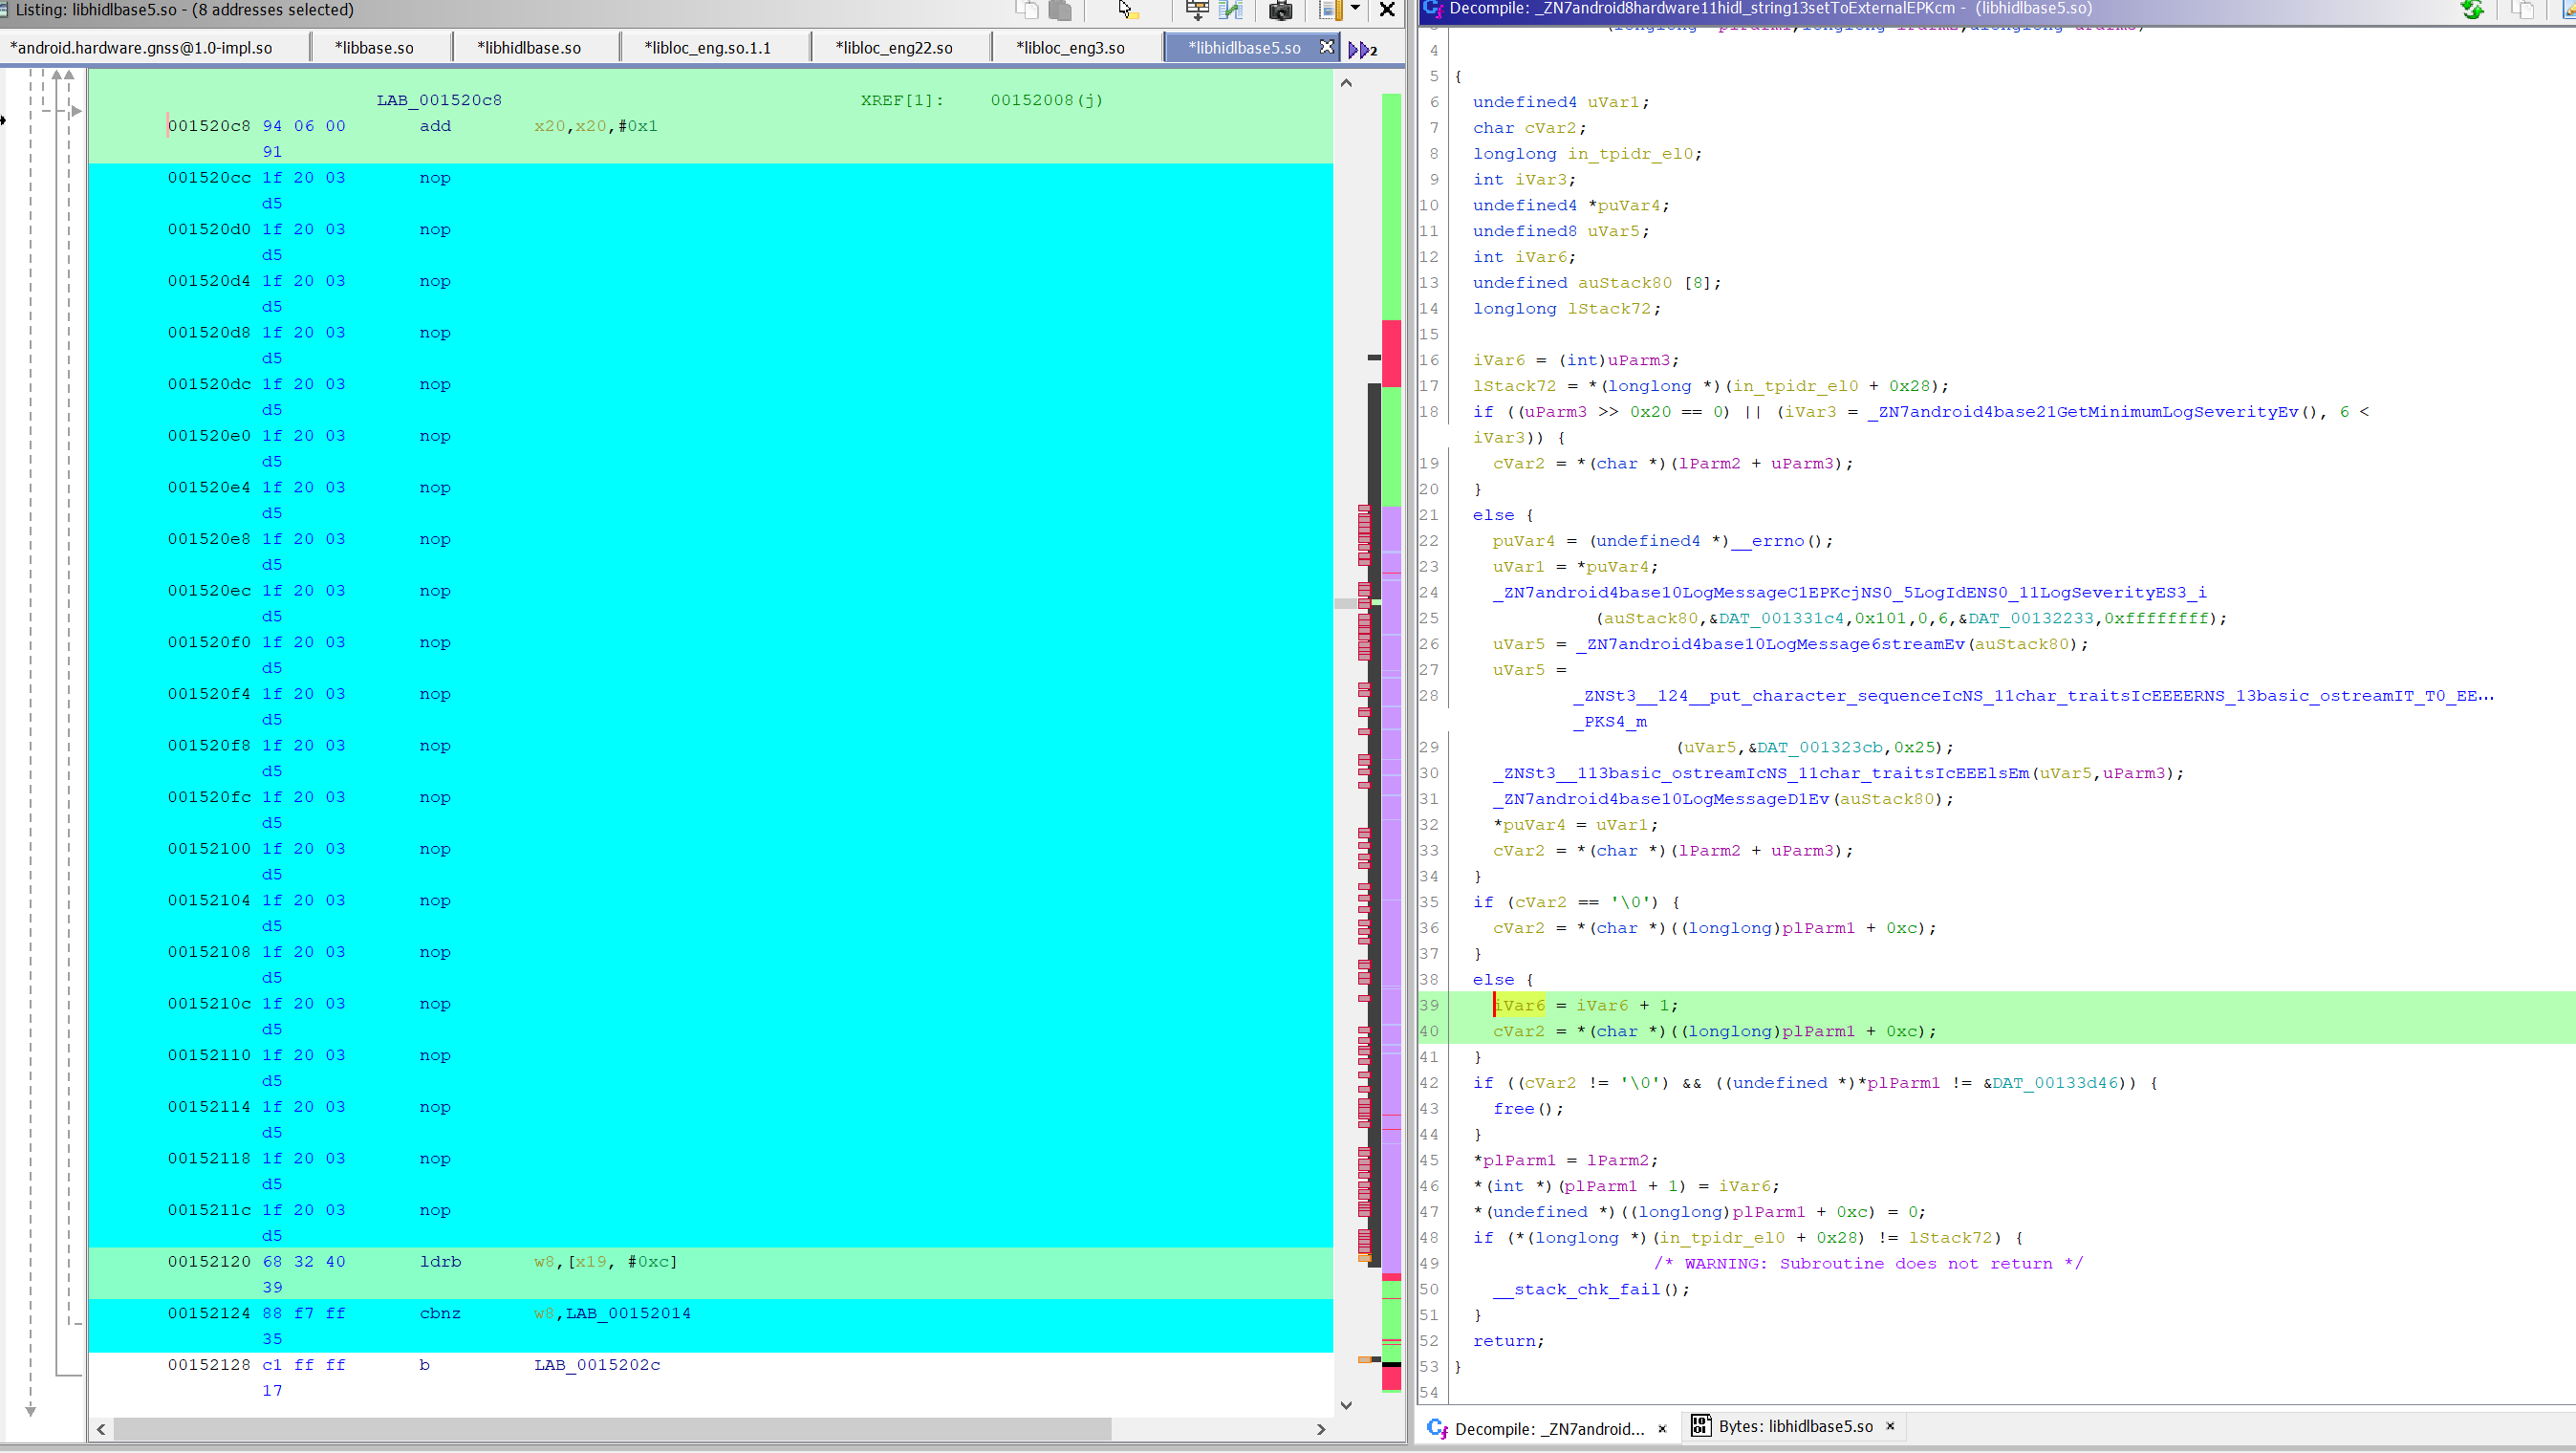 Listing: libhidlbase5.so - (8 addresses selected)
*android.hardware.gnss@1.0-impl.so
*libbase.so
*libhidlbase.so
*libloc_eng.so.1.1
*libloc_eng22.so
*libloc_eng3.so
*libhidlbase5.so
2
LAB_001520c8 XREF[1]: 00152008(j)
001520c8 94 06 00 add x20,x20,#0x1
91
001520cc 1f 20 03 nop
d5
001520d0 1f 20 03 nop
d5
001520d4 1f 20 03 nop
d5
001520d8 1f 20 03 nop
d5
001520dc 1f 20 03 nop
d5
001520e0 1f 20 03 nop
d5
001520e4 1f 20 03 nop
d5
001520e8 1f 20 03 nop
d5
001520ec 1f 20 03 nop
d5
001520f0 1f 20 03 nop
d5
001520f4 1f 20 03 nop
d5
001520f8 1f 20 03 nop
d5
001520fc 1f 20 03 nop
d5
00152100 1f 20 03 nop
d5
00152104 1f 20 03 nop
d5
00152108 1f 20 03 nop
d5
0015210c 1f 20 03 nop
d5
00152110 1f 20 03 nop
d5
00152114 1f 20 03 nop
d5
00152118 1f 20 03 nop
d5
0015211c 1f 20 03 nop
d5
00152120 68 32 40 ldrb w8,[x19, #0xc]
39
00152124 88 f7 ff cbnz w8,LAB_00152014
35
00152128 c1 ff ff b LAB_0015202c
17
Decompile: _ZN7android8hardware11hidl_string13setToExternalEPKcm - (libhidlbase5.so)
4
5 {
6 undefined4 uVar1;
7 char cVar2;
8 longlong in_tpidr_el0;
9 int iVar3;
10 undefined4 *puVar4;
11 undefined8 uVar5;
12 int iVar6;
13 undefined auStack80 [8];
14 longlong lStack72;
15
16 iVar6 = (int)uParm3;
17 lStack72 = *(longlong *)(in_tpidr_el0 + 0x28);
18 if ((uParm3 >> 0x20 == 0) || (iVar3 = _ZN7android4base21GetMinimumLogSeverityEv(), 6 <
iVar3)) {
19 cVar2 = *(char *)(lParm2 + uParm3);
20 }
21 else {
22 puVar4 = (undefined4 *)__errno();
23 uVar1 = *puVar4;
24 _ZN7android4base10LogMessageC1EPKcjNS0_5LogIdENS0_11LogSeverityES3_i
25 (auStack80,&DAT_001331c4,0x101,0,6,&DAT_00132233,0xffffffff);
26 uVar5 = _ZN7android4base10LogMessage6streamEv(auStack80);
27 uVar5 =
28 _ZNSt3__124__put_character_sequenceIcNS_11char_traitsIcEEEERNS_13basic_ostreamIT_T0_EE...
_PKS4_m
29 (uVar5,&DAT_001323cb,0x25);
30 _ZNSt3__113basic_ostreamIcNS_11char_traitsIcEEElsEm(uVar5,uParm3);
31 _ZN7android4base10LogMessageD1Ev(auStack80);
32 *puVar4 = uVar1;
33 cVar2 = *(char *)(lParm2 + uParm3);
34 }
35 if (cVar2 == '\0') {
36 cVar2 = *(char *)((longlong)plParm1 + 0xc);
37 }
38 else {
39 iVar6 = iVar6 + 1;
40 cVar2 = *(char *)((longlong)plParm1 + 0xc);
41 }
42 if ((cVar2 != '\0') && ((undefined *)*plParm1 != &DAT_00133d46)) {
43 free();
44 }
45 *plParm1 = lParm2;
46 *(int *)(plParm1 + 1) = iVar6;
47 *(undefined *)((longlong)plParm1 + 0xc) = 0;
48 if (*(longlong *)(in_tpidr_el0 + 0x28) != lStack72) {
49 /* WARNING: Subroutine does not return */
50 __stack_chk_fail();
51 }
52 return;
53 }
54
Decompile: _ZN7android...
Bytes: libhidlbase5.so